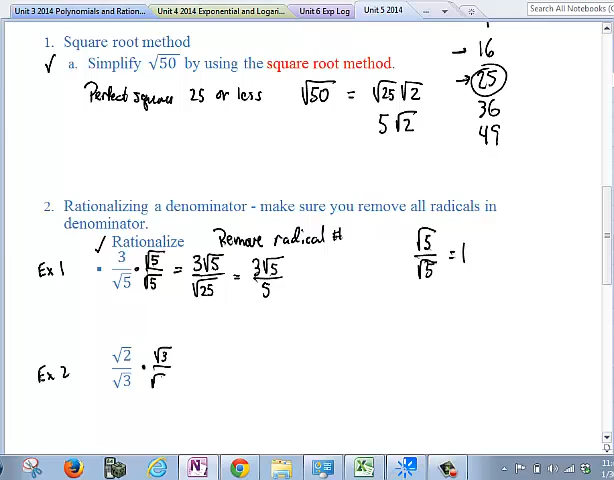 Unit 3 2014 Polynomials and Ration... Unit 4 2014 Exponential and Logari... Unit 6 Exp Log Unit 5 2014 Search (Ct
1. Square root method
→ 16
✓ a. Simplify √50 by using the square root method.
→ 25
Perfect square 25 or less √50 = √25 √2
36
5√2
49
2. Rationalizing a denominator - make sure you remove all radicals in
denominator.
✓ Rationalize Remove radical #
Ex 1 • 3/√5 • √5/√5 = 3√5/√25 = 3√5/5 √5/√5 = 1
Ex 2 √2/√3 • √3/√